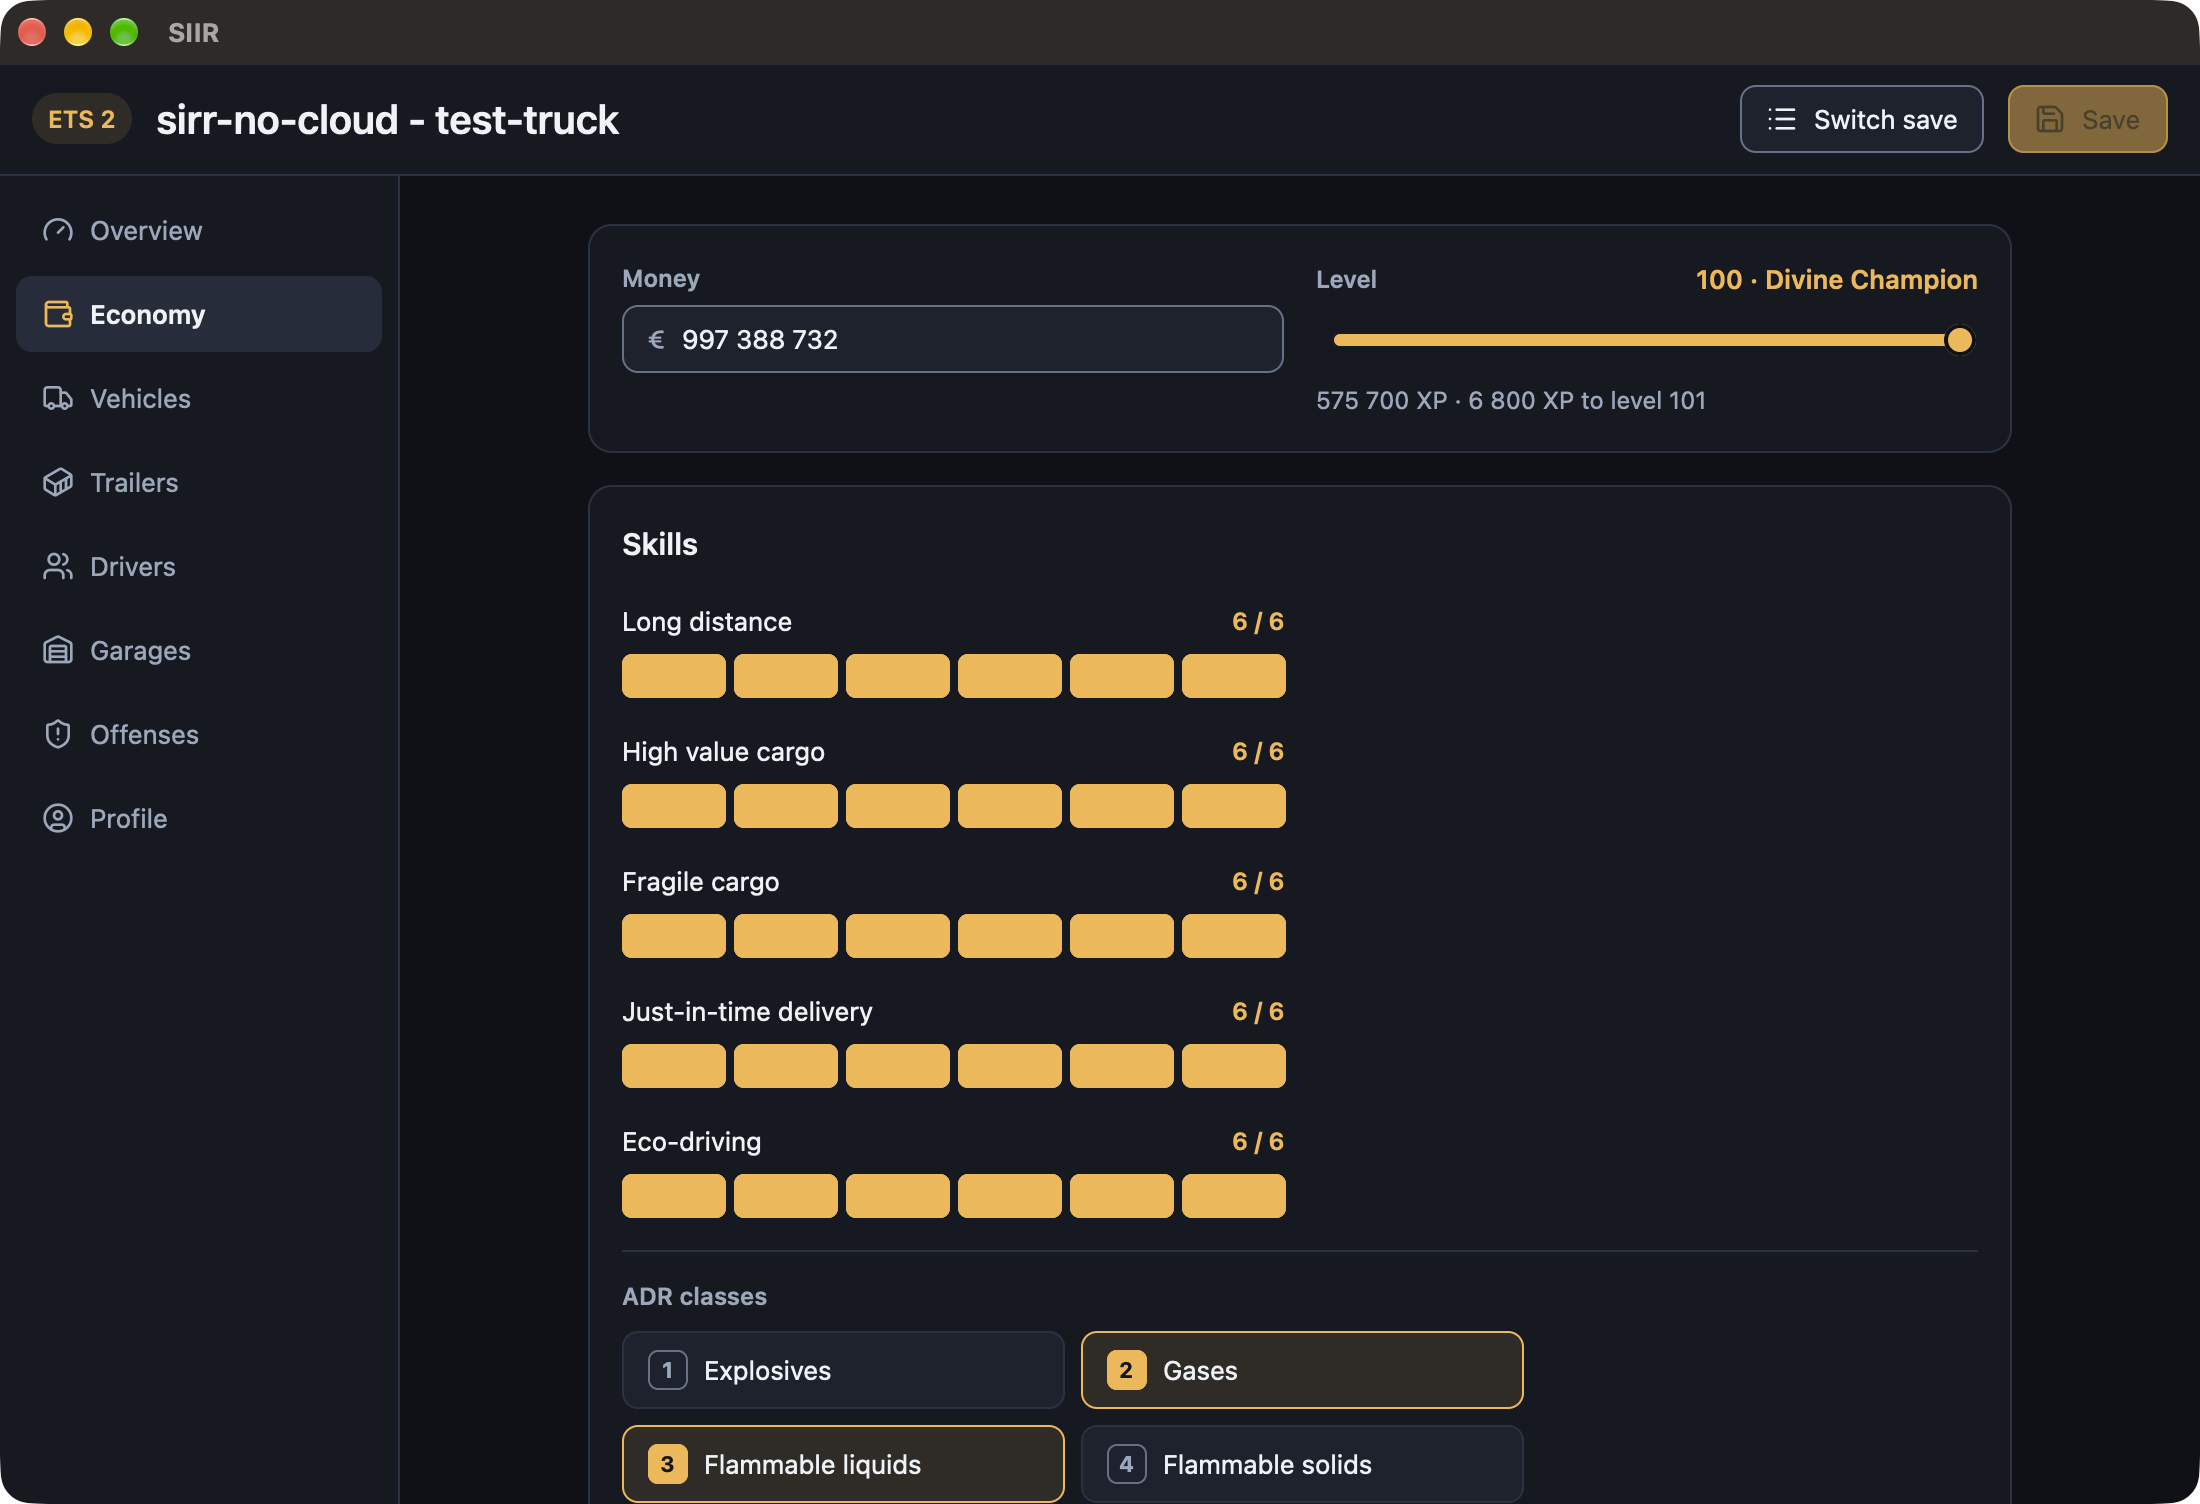 SIIR
ETS 2 sirr-no-cloud - test-truck
Switch save
Save
Overview
Economy
Vehicles
Trailers
Drivers
Garages
Offenses
Profile
Money
€ 997 388 732
Level
100 · Divine Champion
575 700 XP · 6 800 XP to level 101
Skills
Long distance 6 / 6
High value cargo 6 / 6
Fragile cargo 6 / 6
Just-in-time delivery 6 / 6
Eco-driving 6 / 6
ADR classes
1 Explosives
2 Gases
3 Flammable liquids
4 Flammable solids